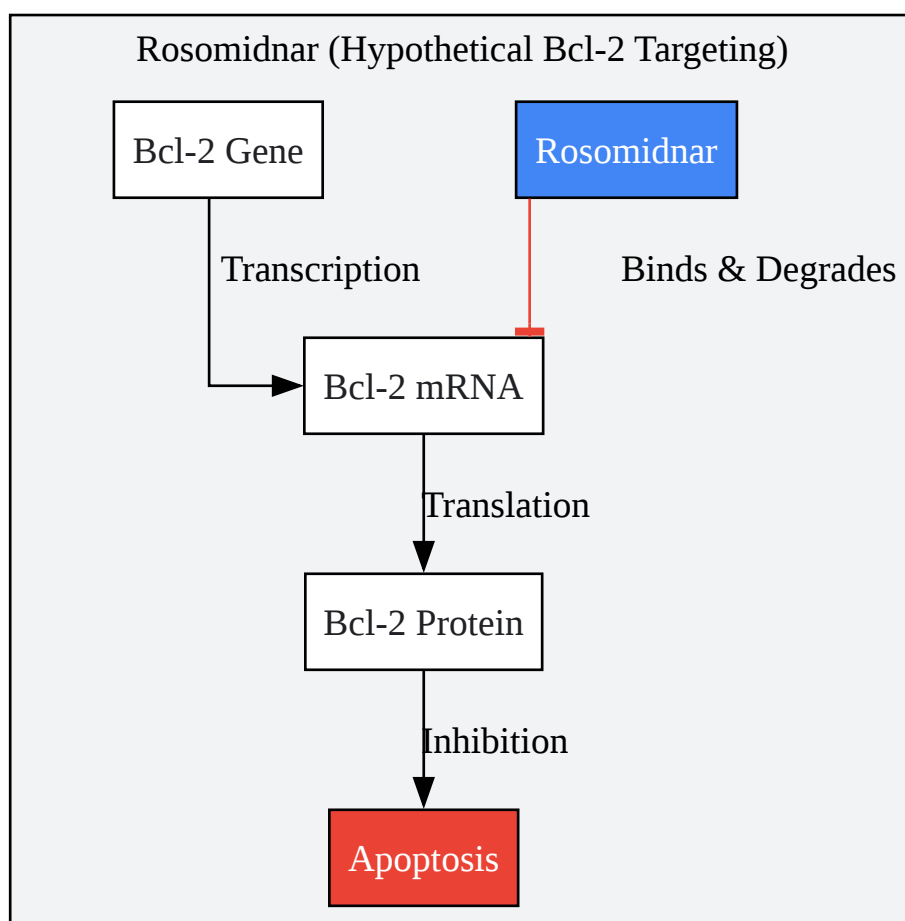 Rosomidnar (Hypothetical Bcl-2 Targeting)
Bcl-2 Gene
Rosomidnar
Transcription
Binds & Degrades
Bcl-2 mRNA
Translation
Bcl-2 Protein
Inhibition
Apoptosis